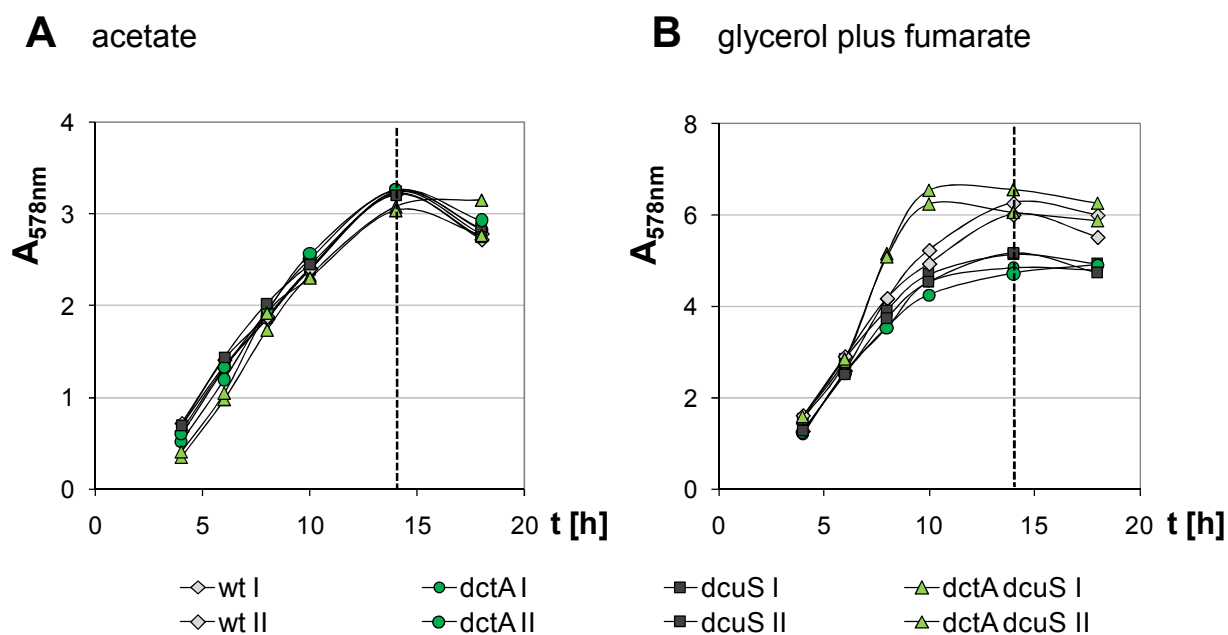 A acetate
B glycerol plus fumarate
A578nm
4
3
2
1
0
0 5 10 15 20
t [h]
A578nm
8
6
4
2
0
0 5 10 15 20
t [h]
wt I
dctA I
dcuS I
dctA dcuS I
wt II
dctA II
dcuS II
dctA dcuS II